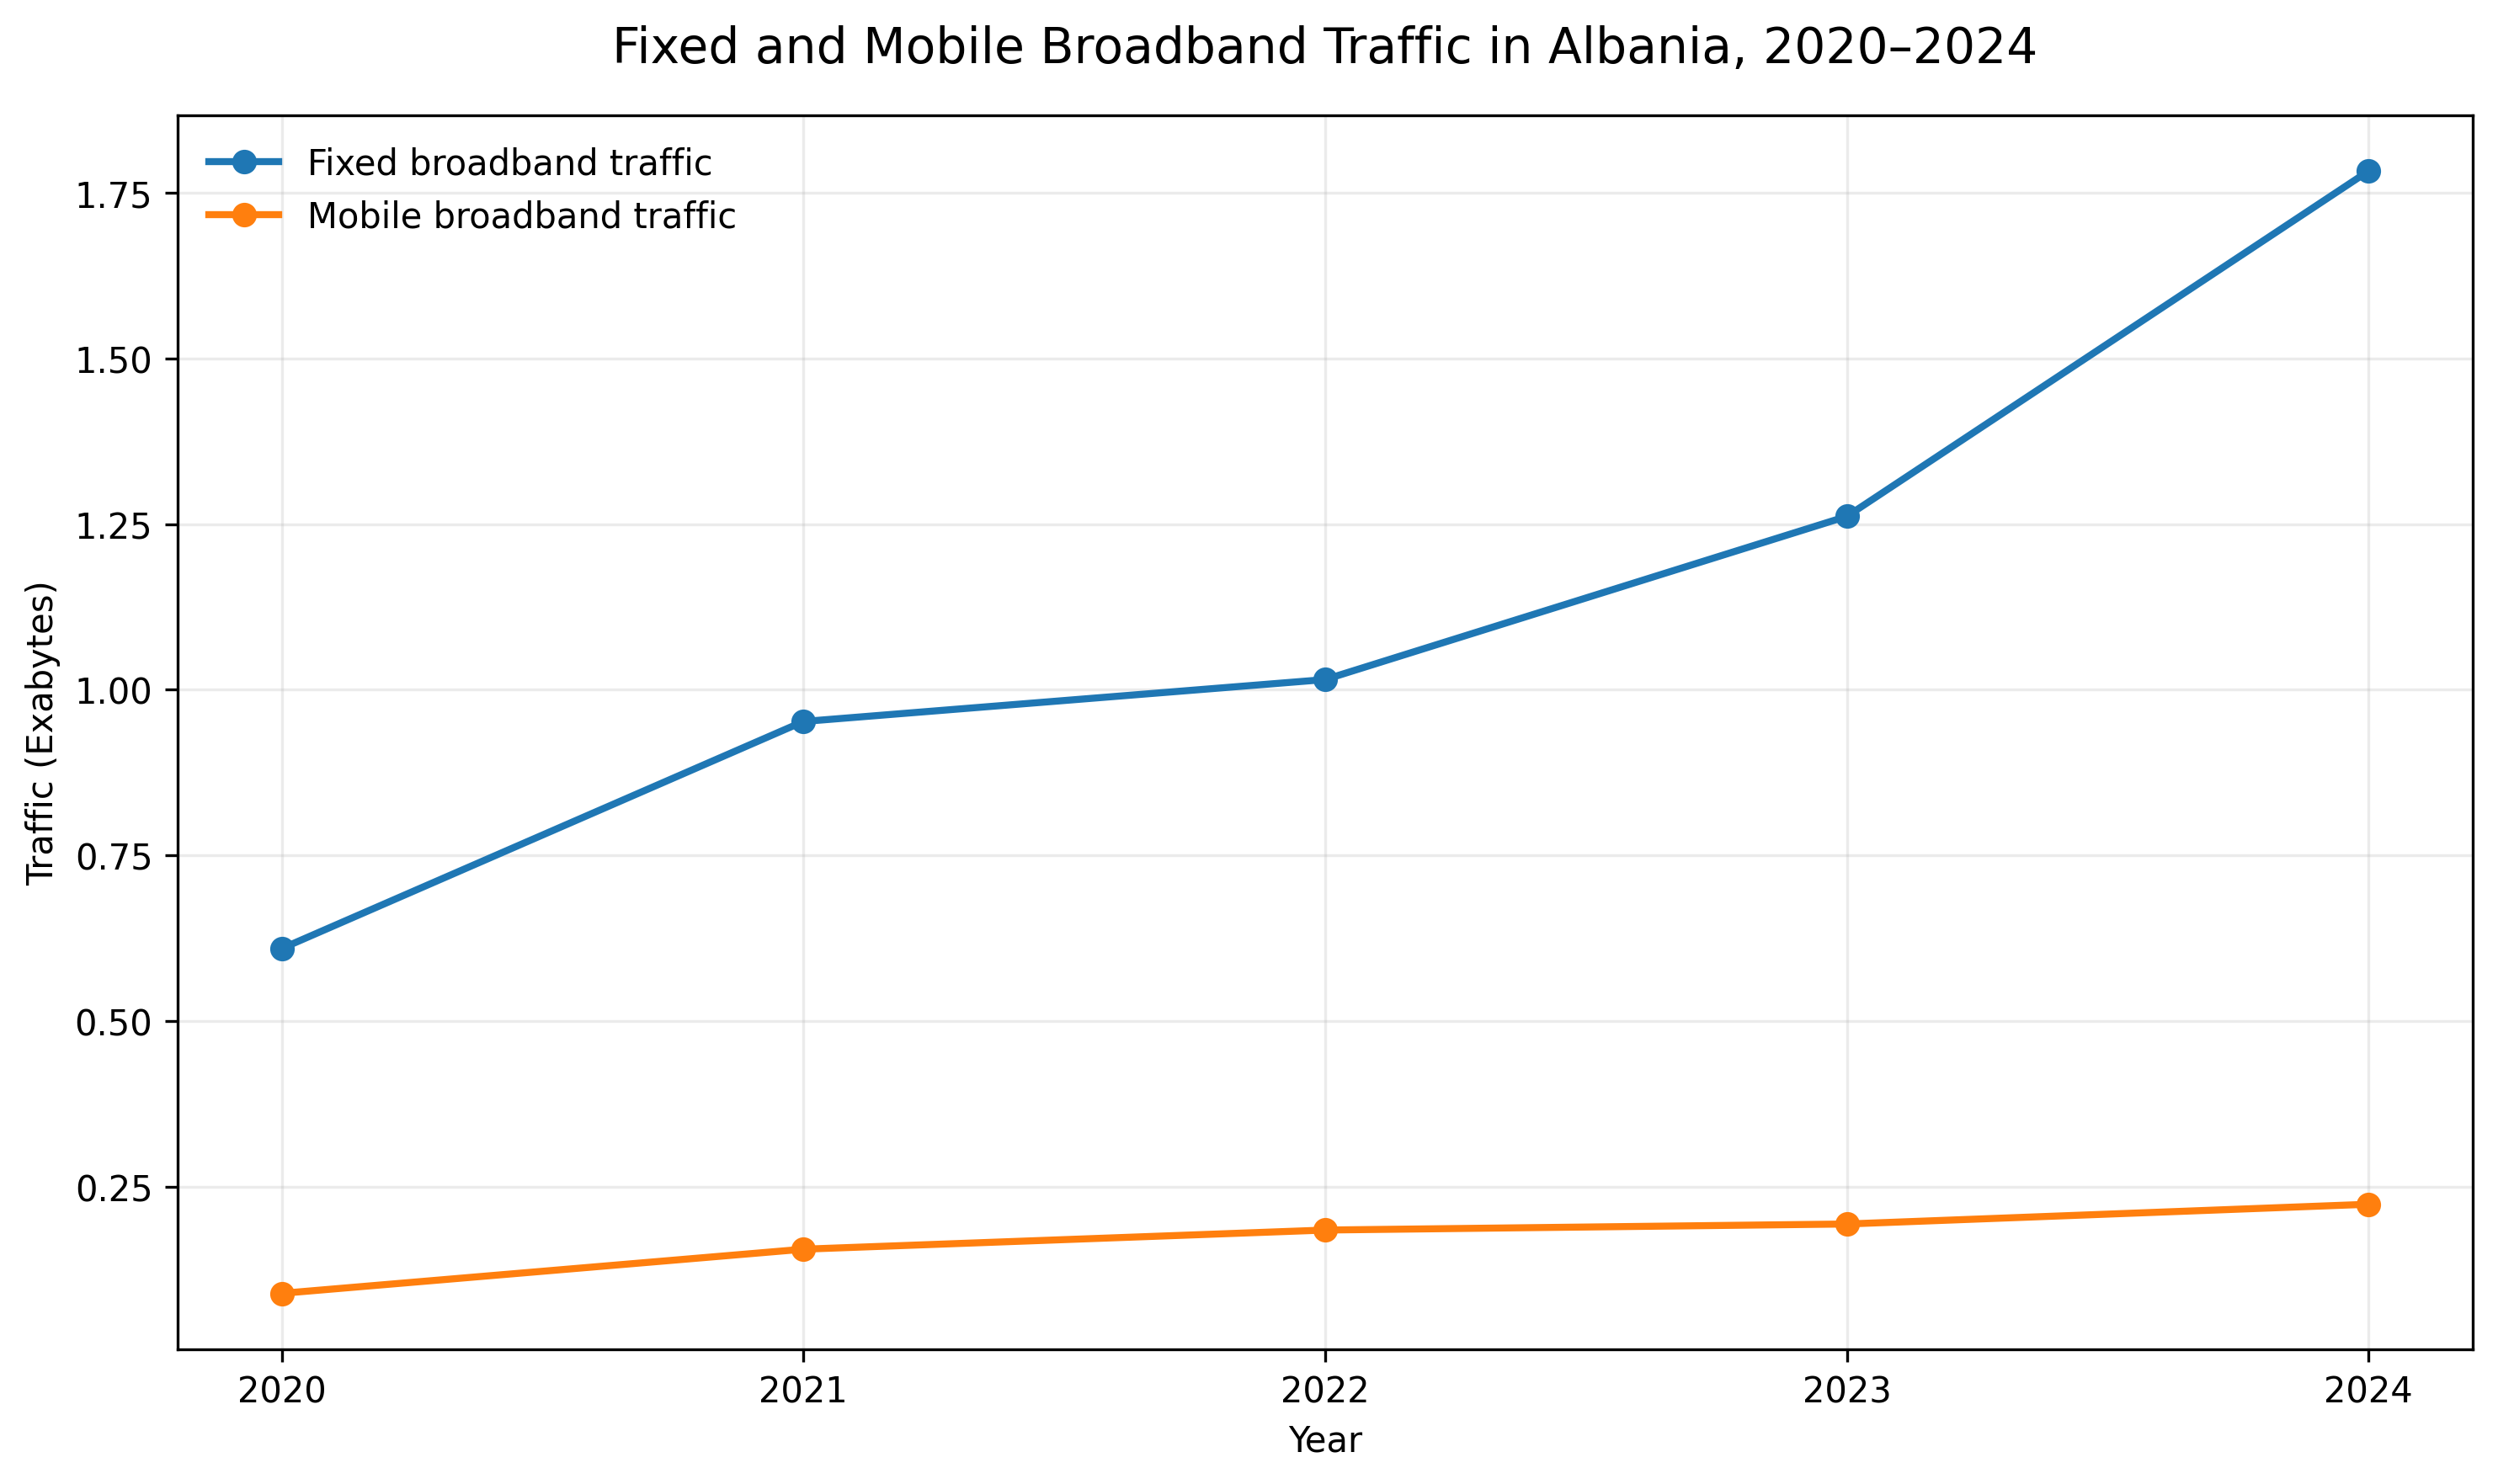 Fixed and Mobile Broadband Traffic in Albania, 2020–2024
Fixed broadband traffic
Mobile broadband traffic
Traffic (Exabytes)
1.75
1.50
1.25
1.00
0.75
0.50
0.25
2020
2021
2022
2023
2024
Year